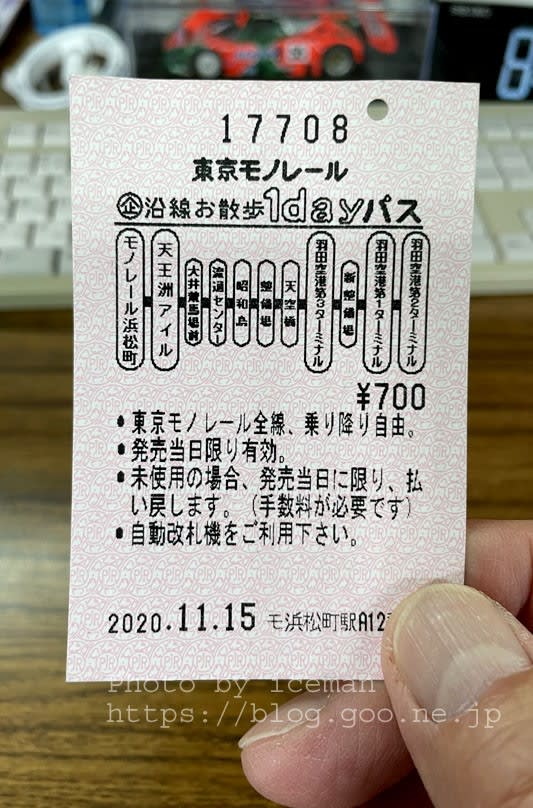 17708
東京モノレール
企沿線お散歩1dayパス
モノレール浜松町
天王洲アイル
大井競馬場前
流通センター
昭和島
整備場
天空橋
羽田空港第3ターミナル
新整備場
羽田空港第1ターミナル
羽田空港第2ターミナル
¥700
・東京モノレール全線、乗り降り自由。
・発売当日限り有効。
・未使用の場合、発売当日に限り、払
い戻します。（手数料が必要です）
・自動改札機をご利用下さい。
2020.11.15 モ浜松町駅A12
Photo by iceman
https://blog.goo.ne.jp